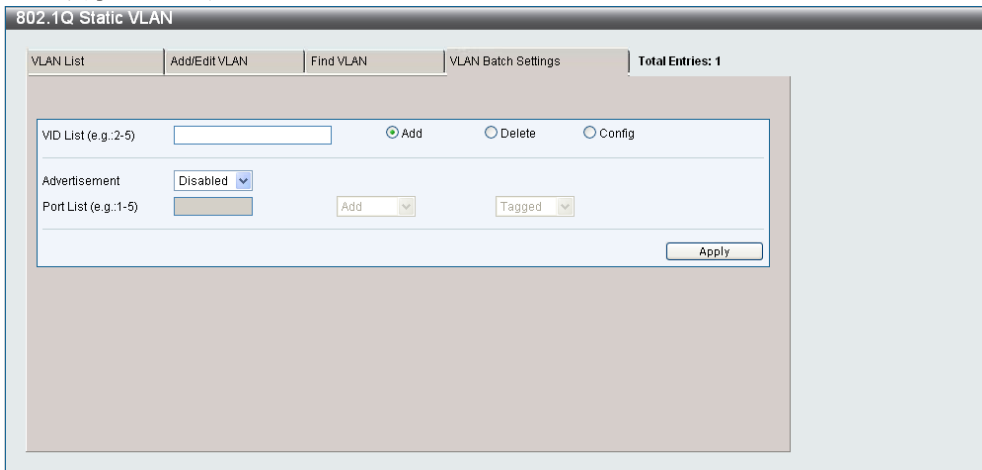 802.1Q Static VLAN
VLAN List Add/Edit VLAN Find VLAN VLAN Batch Settings Total Entries: 1
VID List (e.g.:2-5) Add Delete Config
Advertisement Disabled
Port List (e.g.:1-5) Add Tagged
Apply